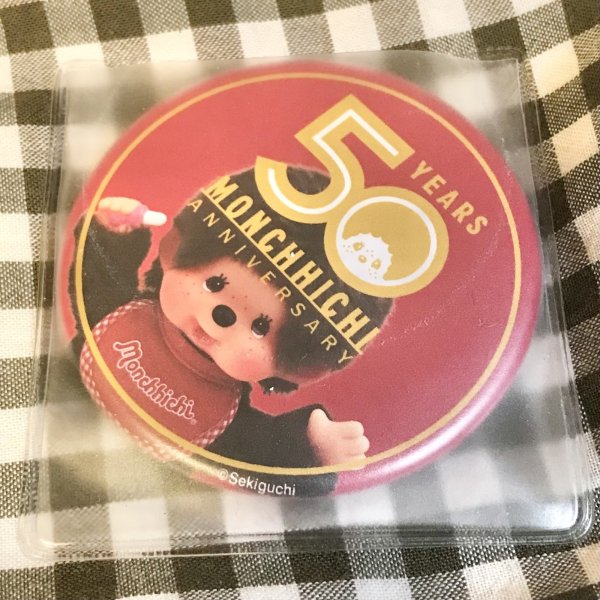 50
YEARS
MONCHHICHI
ANNIVERSARY
Monchhichi®
©Sekiguchi